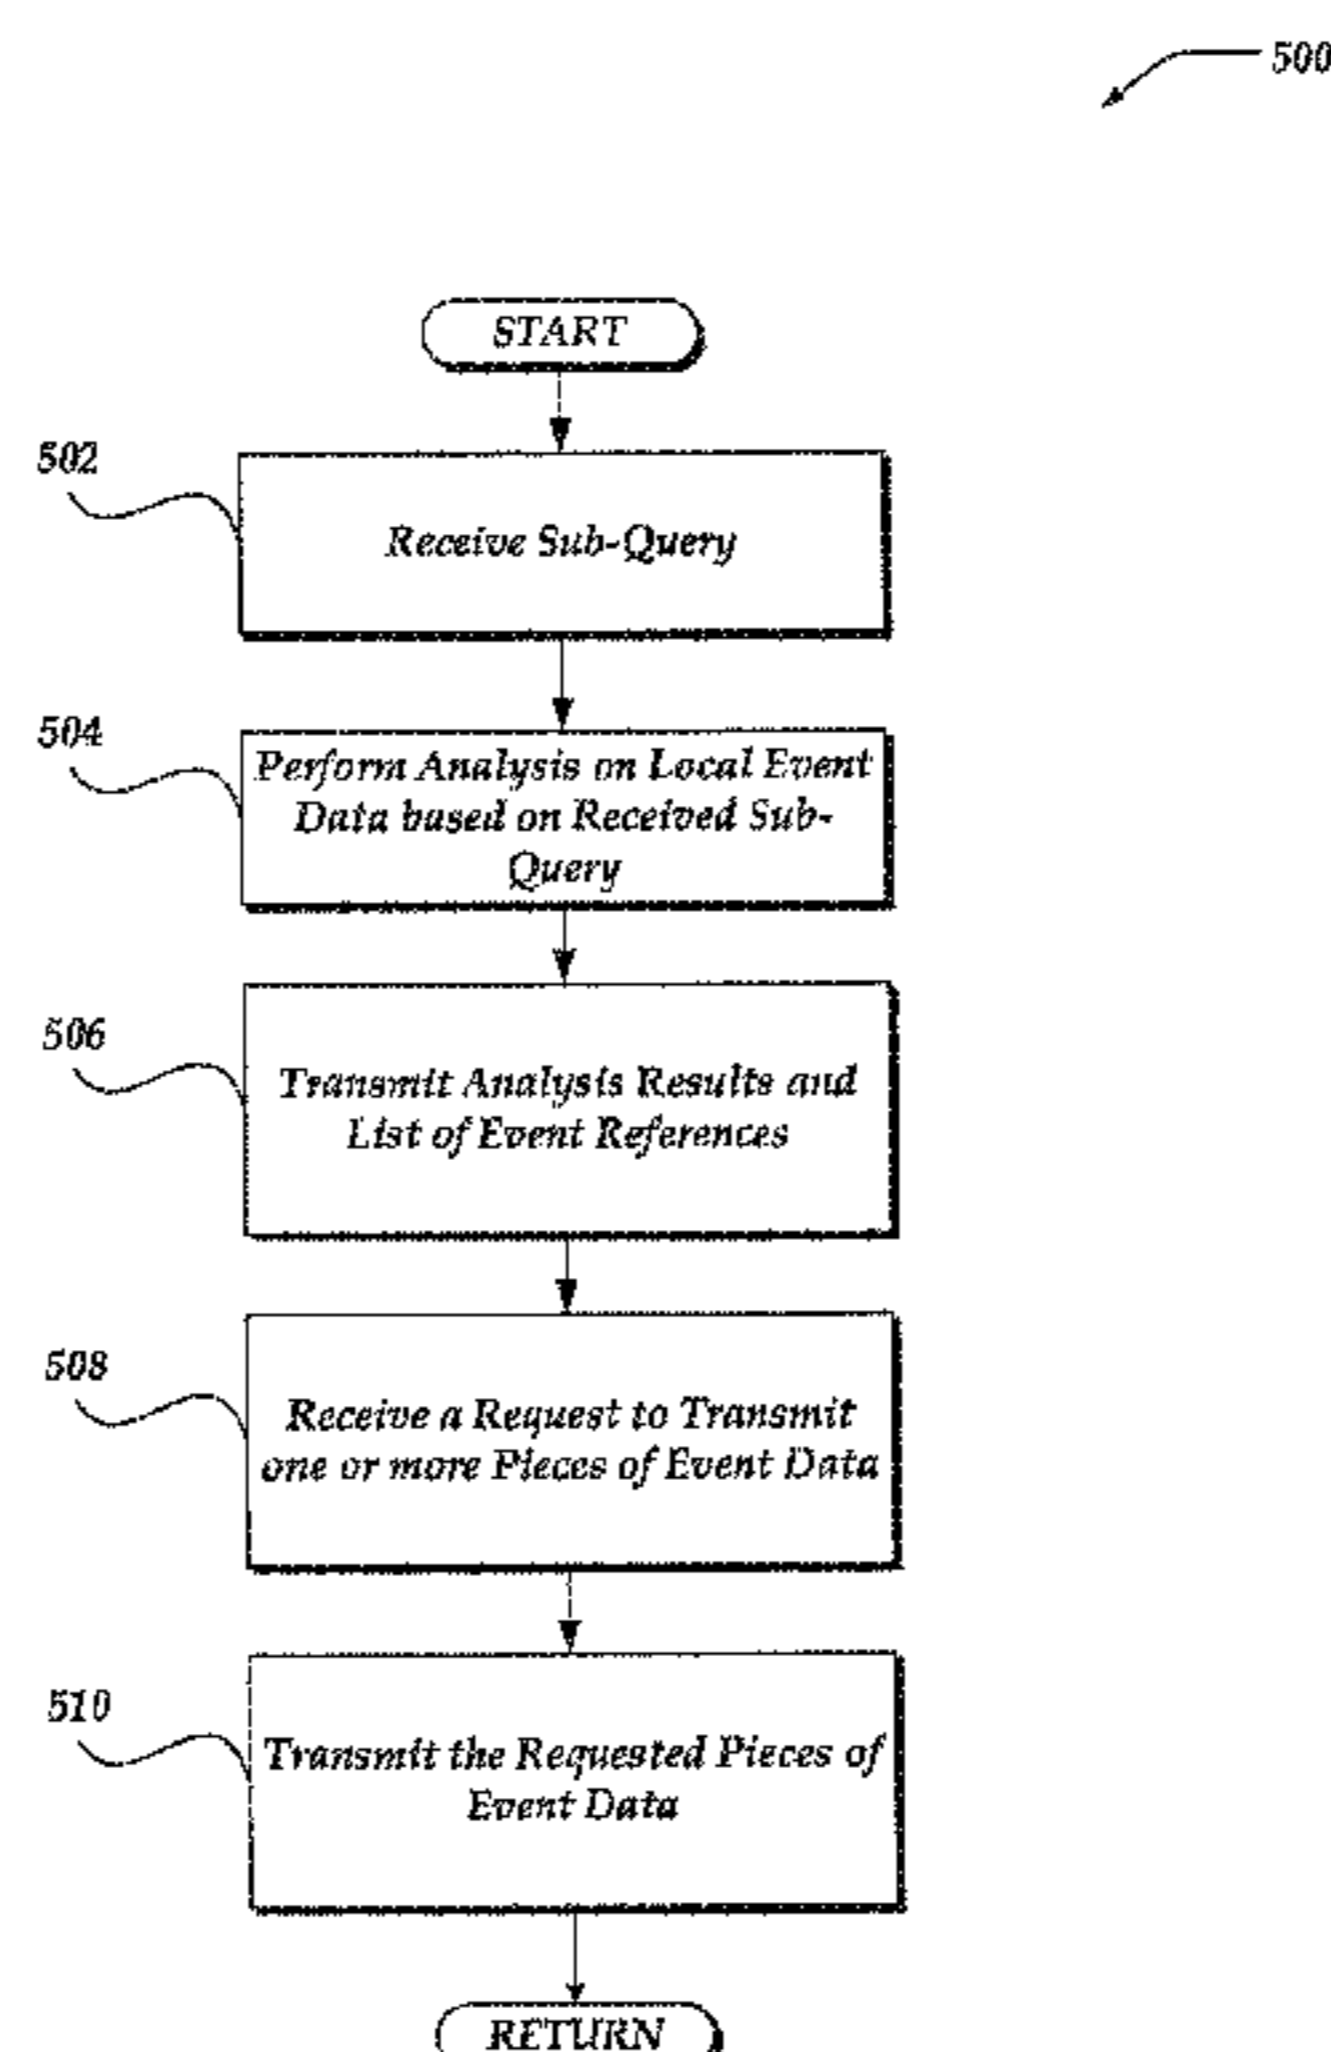 500
START
502
Receive Sub-Query
504
Perform Analysis on Local Event
Data based on Received Sub-
Query
506
Transmit Analysis Results and
List of Event References
508
Receive a Request to Transmit
one or more Pieces of Event Data
510
Transmit the Requested Pieces of
Event Data
RETURN